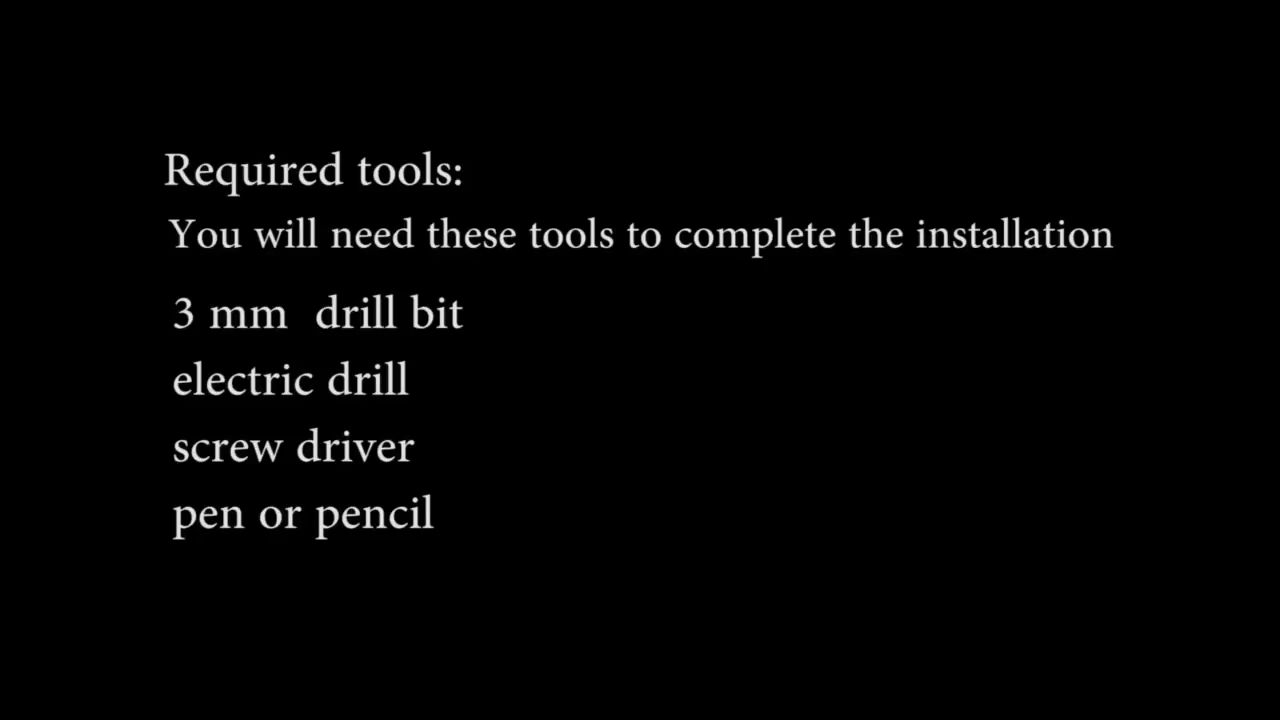 Required tools:
You will need these tools to complete the installation
3 mm  drill bit
electric drill
screw driver
pen or pencil